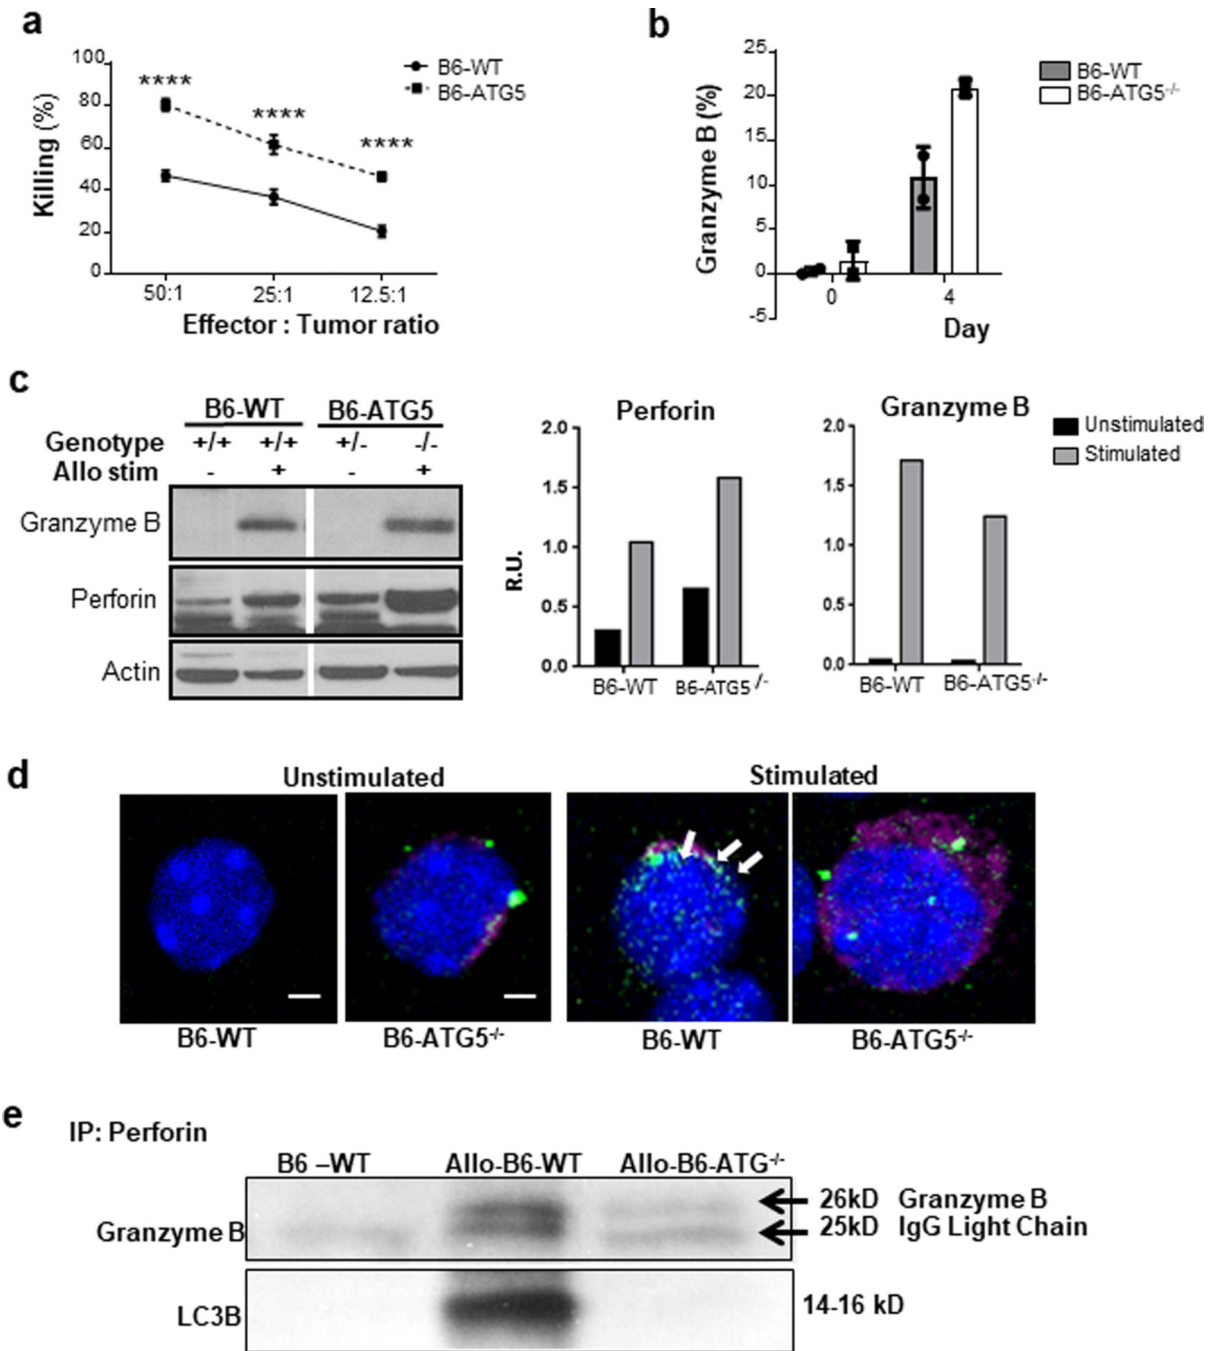 a
100
80
60
40
20
0
Killing (%)
****
****
****
B6-WT
B6-ATG5
50:1
25:1
12.5:1
Effector : Tumor ratio
b
25
20
15
10
5
0
-5
Granzyme B (%)
B6-WT
B6-ATG5-/-
0
4
Day
c
B6-WT
B6-ATG5
Genotype +/+ +/+ +/- -/-
Allo stim - + - +
Granzyme B
Perforin
Actin
Perforin
2.0
1.5
1.0
0.5
0.0
R.U.
B6-WT
B6-ATG5 /-
Granzyme B
2.0
1.5
1.0
0.5
0.0
B6-WT
B6-ATG5-/-
Unstimulated
Stimulated
d
Unstimulated
Stimulated
B6-WT
B6-ATG5-/-
B6-WT
B6-ATG5-/-
e
IP: Perforin
B6 –WT
Allo-B6-WT
Allo-B6-ATG-/-
Granzyme B
26kD Granzyme B
25kD IgG Light Chain
LC3B
14-16 kD